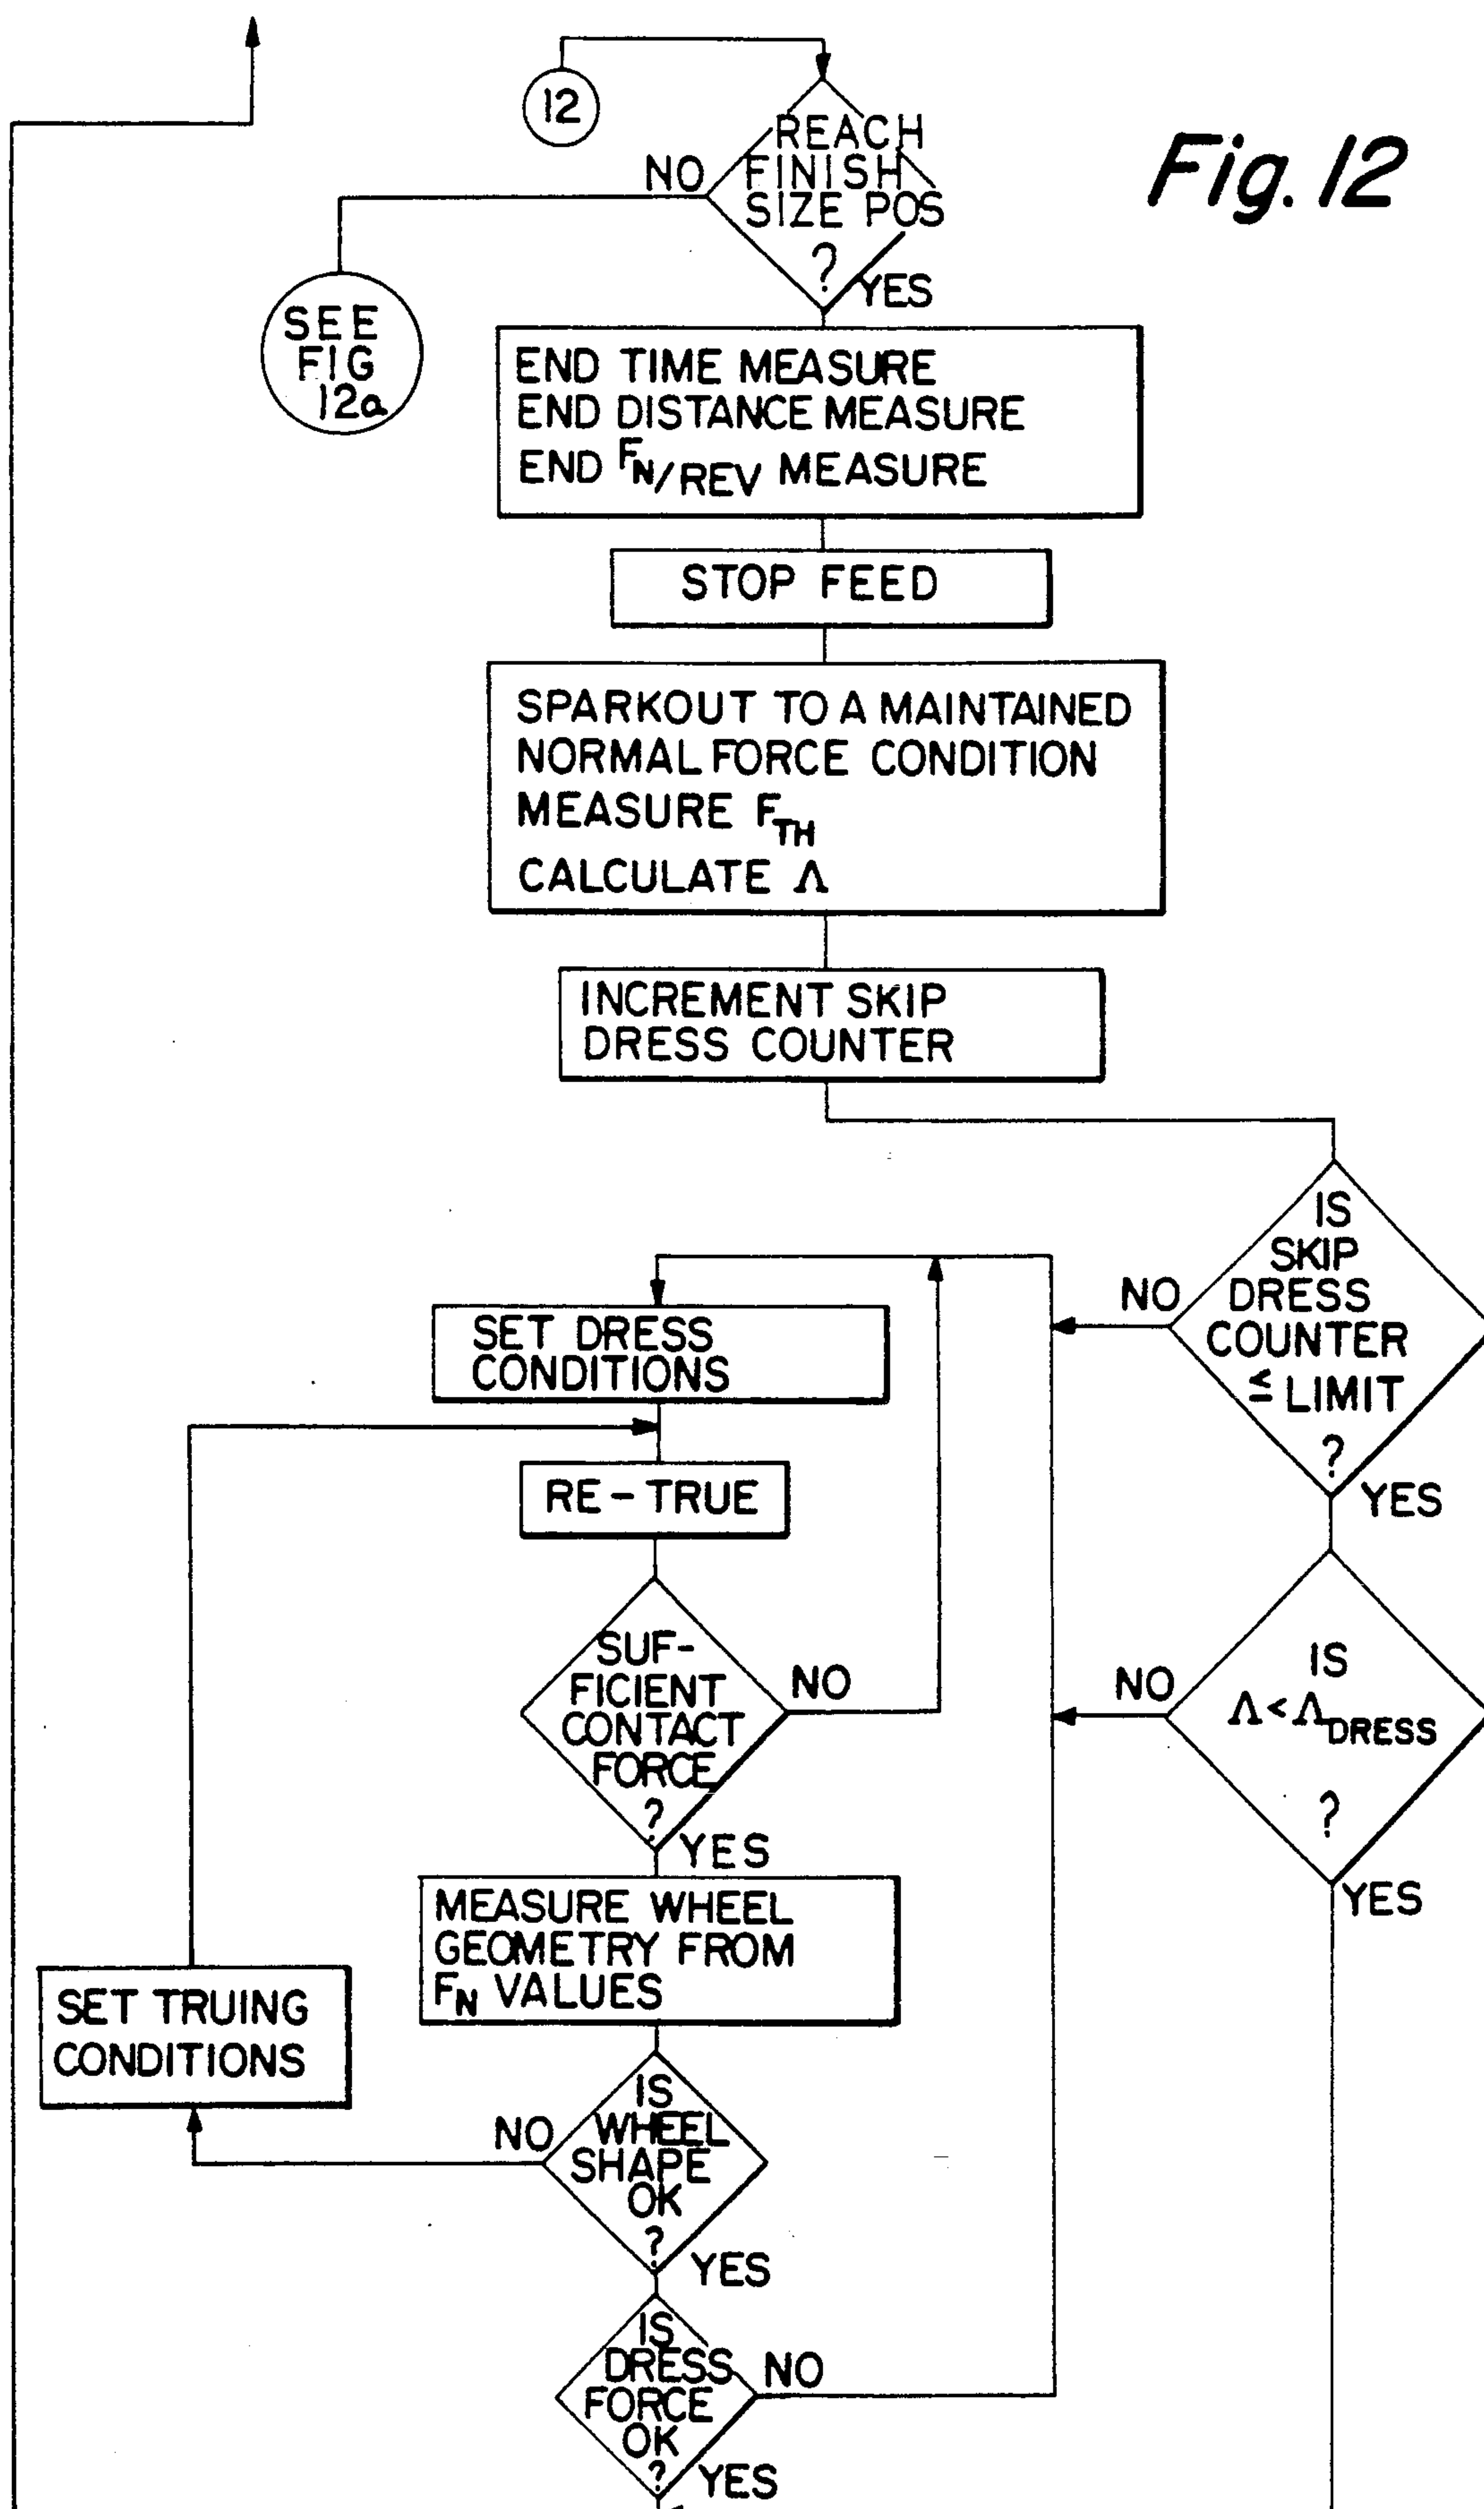 12
Fig. 12
REACH
FINISH
SIZE POS
?
NO
YES
SEE
FIG
12a
END TIME MEASURE
END DISTANCE MEASURE
END FN/REV MEASURE
STOP FEED
SPARKOUT TO A MAINTAINED
NORMAL FORCE CONDITION
MEASURE FTH
CALCULATE Λ
INCREMENT SKIP
DRESS COUNTER
IS
SKIP
DRESS
COUNTER
≤ LIMIT
?
NO
YES
SET DRESS
CONDITIONS
RE-TRUE
SUF-
FICIENT
CONTACT
FORCE
?
NO
YES
IS
Λ<ΛDRESS
?
NO
YES
MEASURE WHEEL
GEOMETRY FROM
FN VALUES
SET TRUING
CONDITIONS
IS
WHEEL
SHAPE
OK
?
NO
YES
IS
DRESS
FORCE
OK
?
NO
YES